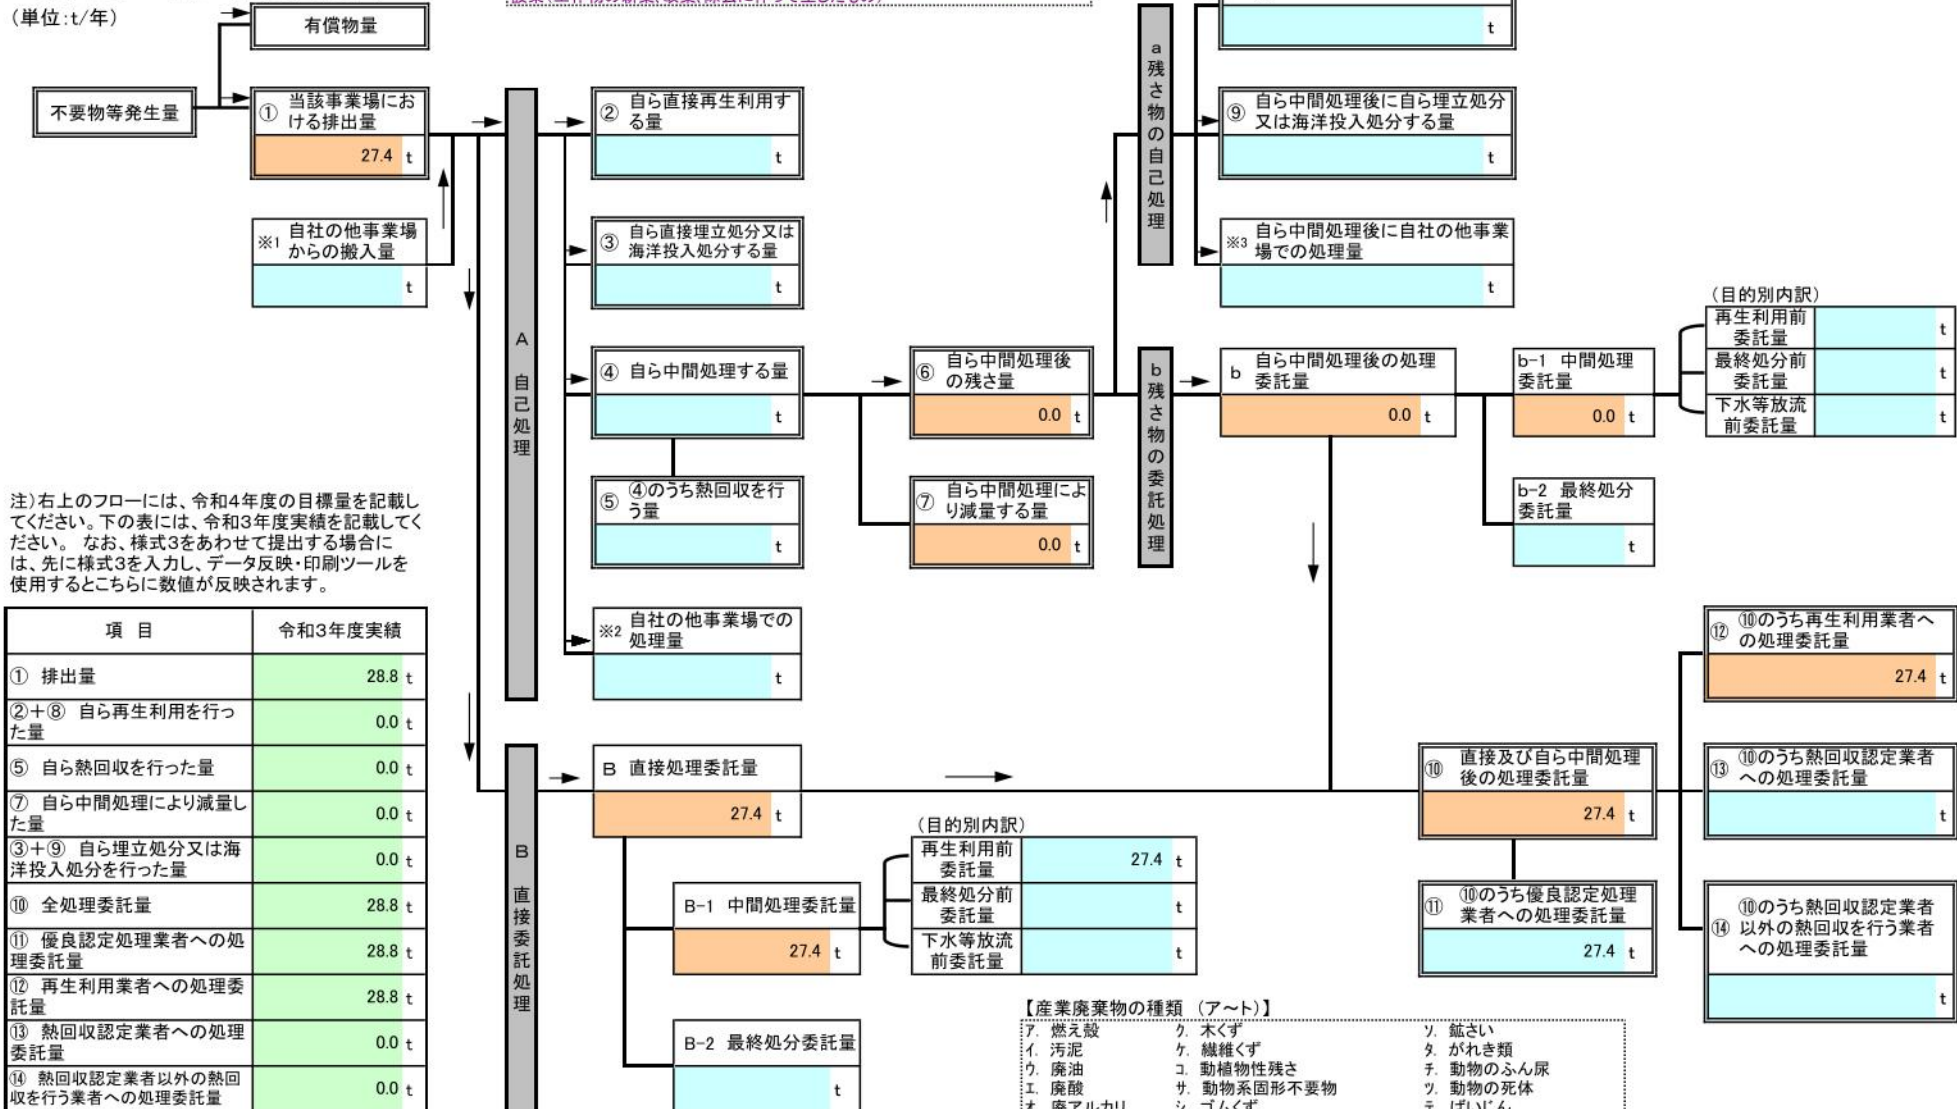 (単位:t/年)
有償物量
不要物等発生量
① 当該事業場にお
ける排出量
27.4 t
※1 自社の他事業場
からの搬入量
t
A 自己処理
② 自ら直接再生利用す
る量
t
③ 自ら直接埋立処分又は
海洋投入処分する量
t
④ 自ら中間処理する量
t
⑤ ④のうち熱回収を行
う量
t
※2 自社の他事業場での
処理量
t
⑥ 自ら中間処理後
の残さ量
0.0 t
⑦ 自ら中間処理によ
り減量する量
0.0 t
a 残さ物の自己処理
t
⑨ 自ら中間処理後に自ら埋立処分
又は海洋投入処分する量
t
※3 自ら中間処理後に自社の他事業
場での処理量
t
b 残さ物の委託処理
b 自ら中間処理後の処理
委託量
0.0 t
b-1 中間処理
委託量
0.0 t
(目的別内訳)
再生利用前
委託量
t
最終処分前
委託量
t
下水等放流
前委託量
t
b-2 最終処分
委託量
t
注)右上のフローには、令和4年度の目標量を記載し
てください。下の表には、令和3年度実績を記載してく
ださい。 なお、様式3をあわせて提出する場合に
は、先に様式3を入力し、データ反映・印刷ツールを
使用するとこちらに数値が反映されます。
項 目 令和3年度実績
① 排出量 28.8 t
②+⑧ 自ら再生利用を行っ
た量 0.0 t
⑤ 自ら熱回収を行った量 0.0 t
⑦ 自ら中間処理により減量し
た量 0.0 t
③+⑨ 自ら埋立処分又は海
洋投入処分を行った量 0.0 t
⑩ 全処理委託量 28.8 t
⑪ 優良認定処理業者への処
理委託量 28.8 t
⑫ 再生利用業者への処理委
託量 28.8 t
⑬ 熱回収認定業者への処理
委託量 0.0 t
⑭ 熱回収認定業者以外の熱回
収を行う業者への処理委託量 0.0 t
B 直接委託処理
B 直接処理委託量
27.4 t
B-1 中間処理委託量
27.4 t
(目的別内訳)
再生利用前
委託量
27.4 t
最終処分前
委託量
t
下水等放流
前委託量
t
B-2 最終処分委託量
t
⑩ 直接及び自ら中間処理
後の処理委託量
27.4 t
⑪ ⑩のうち優良認定処理
業者への処理委託量
27.4 t
⑫ ⑩のうち再生利用業者へ
の処理委託量
27.4 t
⑬ ⑩のうち熱回収認定業者
への処理委託量
t
⑭ ⑩のうち熱回収認定業者
以外の熱回収を行う業者
への処理委託量
t
【産業廃棄物の種類 (ア~ト)】
ア. 燃え殻 ク. 木くず ソ. 鉱さい
イ. 汚泥 ケ. 繊維くず タ. がれき類
ウ. 廃油 コ. 動植物性残さ チ. 動物のふん尿
エ. 廃酸 サ. 動物系固形不要物 ツ. 動物の死体
オ. 廃アルカリ シ. ゴムくず テ. ばいじん